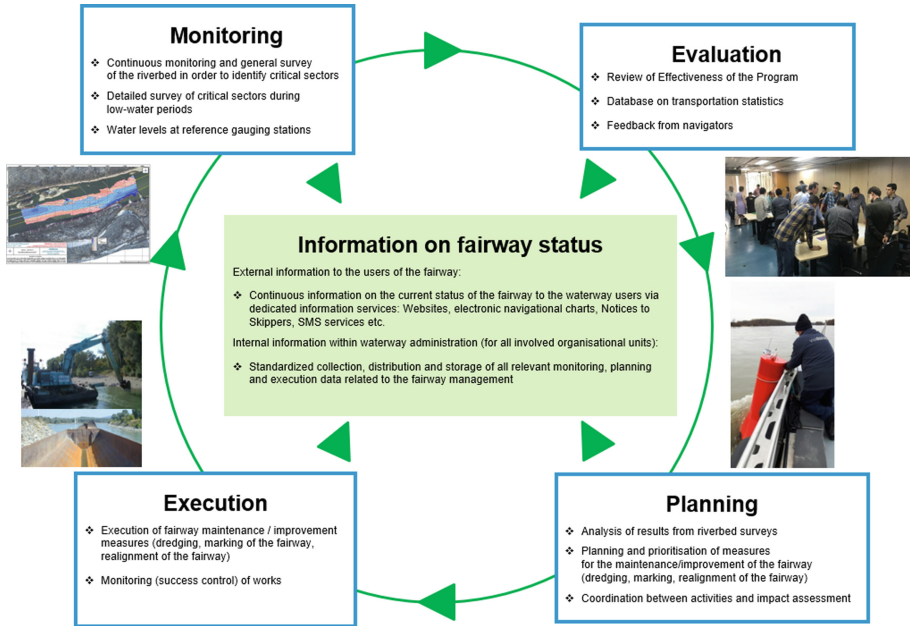 Monitoring
❖ Continuous monitoring and general survey
of the riverbed in order to identify critical sectors
❖ Detailed survey of critical sectors during
low-water periods
❖ Water levels at reference gauging stations
Evaluation
❖ Review of Effectiveness of the Program
❖ Database on transportation statistics
❖ Feedback from navigators
Information on fairway status
External information to the users of the fairway:
❖ Continuous information on the current status of the fairway to the waterway users via
dedicated information services: Websites, electronic navigational charts, Notices to
Skippers, SMS services etc.
Internal information within waterway administration (for all involved organisational units):
❖ Standardized collection, distribution and storage of all relevant monitoring, planning
and execution data related to the fairway management
Execution
❖ Execution of fairway maintenance / improvement
measures (dredging, marking of the fairway,
realignment of the fairway)
❖ Monitoring (success control) of works
Planning
❖ Analysis of results from riverbed surveys
❖ Planning and prioritisation of measures
for the maintenance/improvement of the fairway
(dredging, marking, realignment of the fairway)
❖ Coordination between activities and impact assessment